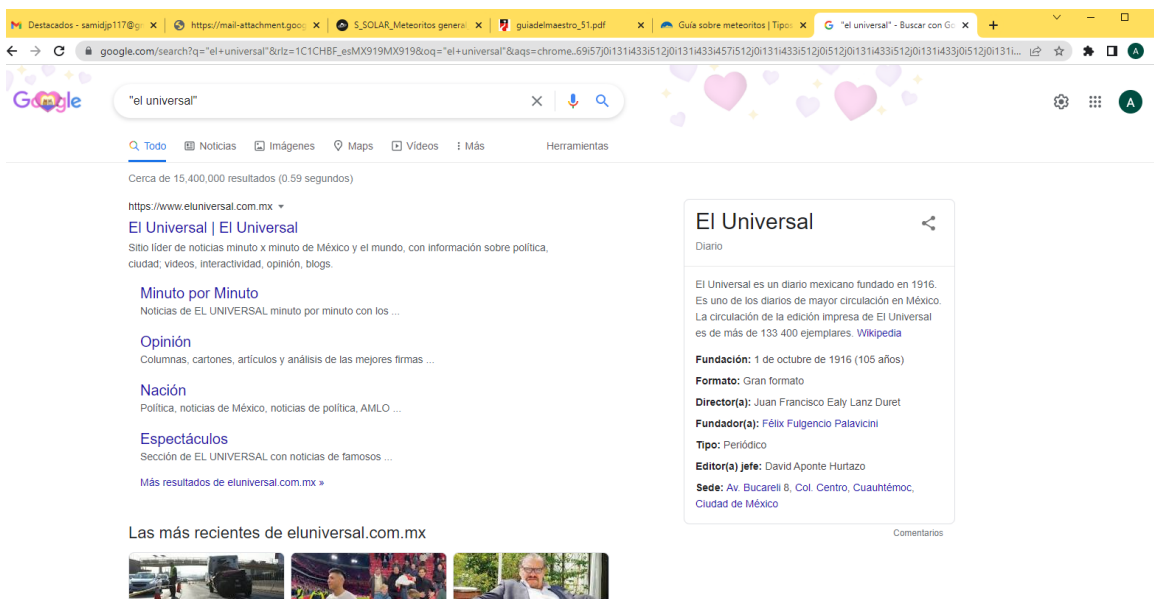 Destacados - samidjp117@gm
https://mail-attachment.goog
S_SOLAR_Meteoritos general
guiadelmaestro_51.pdf
Guía sobre meteoritos | Tipos
"el universal" - Buscar con Go
google.com/search?q="el+universal"&rlz=1C1CHBF_esMX919MX919&oq="el+universal"&aqs=chrome..69i57j0i131i433i512j0i131i433i457i512j0i131i433i512j0i512j0i131i433i512j0i131i433j0i512j0i131i...
A
Google
"el universal"
A
Todo
Noticias
Imágenes
Maps
Vídeos
Más
Herramientas
Cerca de 15,400,000 resultados (0.59 segundos)
https://www.eluniversal.com.mx
El Universal | El Universal
Sitio líder de noticias minuto x minuto de México y el mundo, con información sobre política,
ciudad, videos, interactividad, opinión, blogs.
Minuto por Minuto
Noticias de EL UNIVERSAL minuto por minuto con los ...
Opinión
Columnas, cartones, artículos y análisis de las mejores firmas ...
Nación
Política, noticias de México, noticias de política, AMLO ...
Espectáculos
Sección de EL UNIVERSAL con noticias de famosos ...
Más resultados de eluniversal.com.mx »
Las más recientes de eluniversal.com.mx
El Universal
Diario
El Universal es un diario mexicano fundado en 1916.
Es uno de los diarios de mayor circulación en México.
La circulación de la edición impresa de El Universal
es de más de 133 400 ejemplares. Wikipedia
Fundación: 1 de octubre de 1916 (105 años)
Formato: Gran formato
Director(a): Juan Francisco Ealy Lanz Duret
Fundador(a): Félix Fulgencio Palavicini
Tipo: Periódico
Editor(a) jefe: David Aponte Hurtazo
Sede: Av. Bucareli 8, Col. Centro, Cuauhtémoc,
Ciudad de México
Comentarios